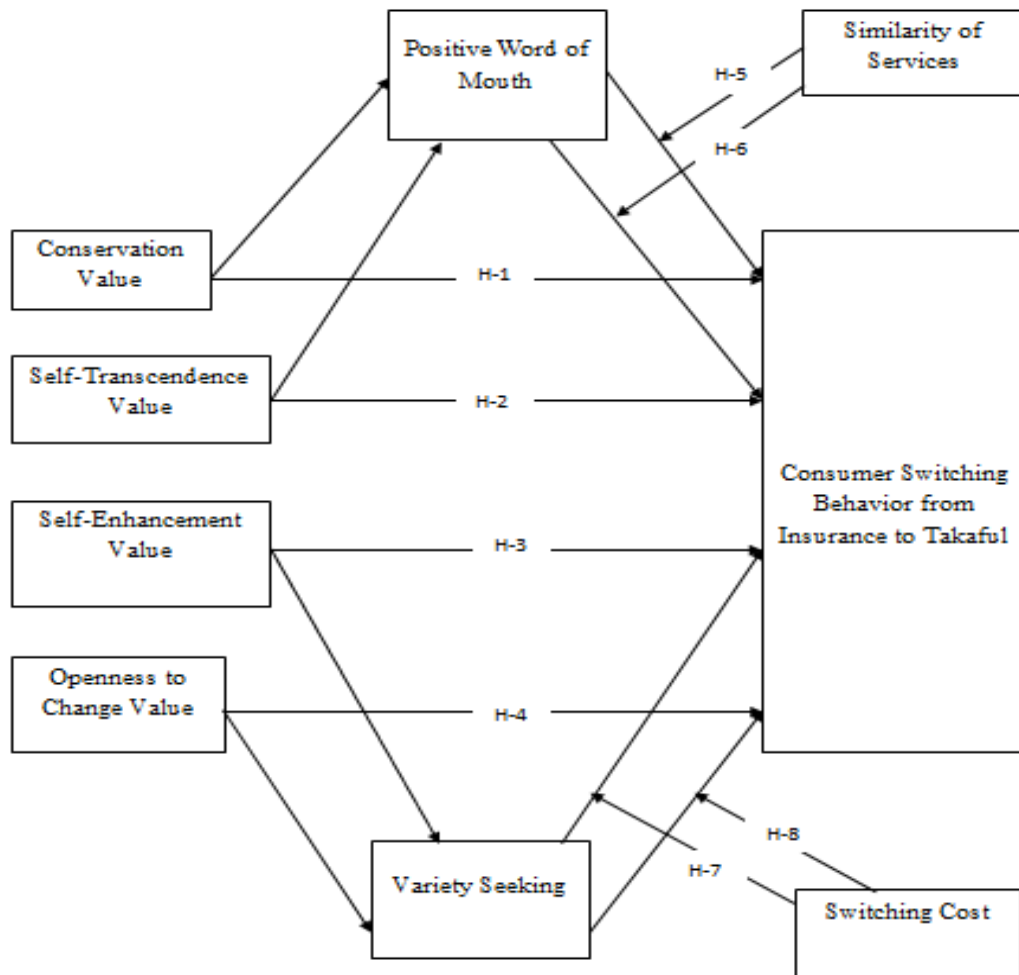 Positive Word of
Mouth
Similarity of
Services
H-5
H-6
Conservation
Value
H-1
Self-Transcendence
Value
H-2
Self-Enhancement
Value
H-3
Consumer Switching
Behavior from
Insurance to Takaful
Openness to
Change Value
H-4
Variety Seeking
H-7
H-8
Switching Cost